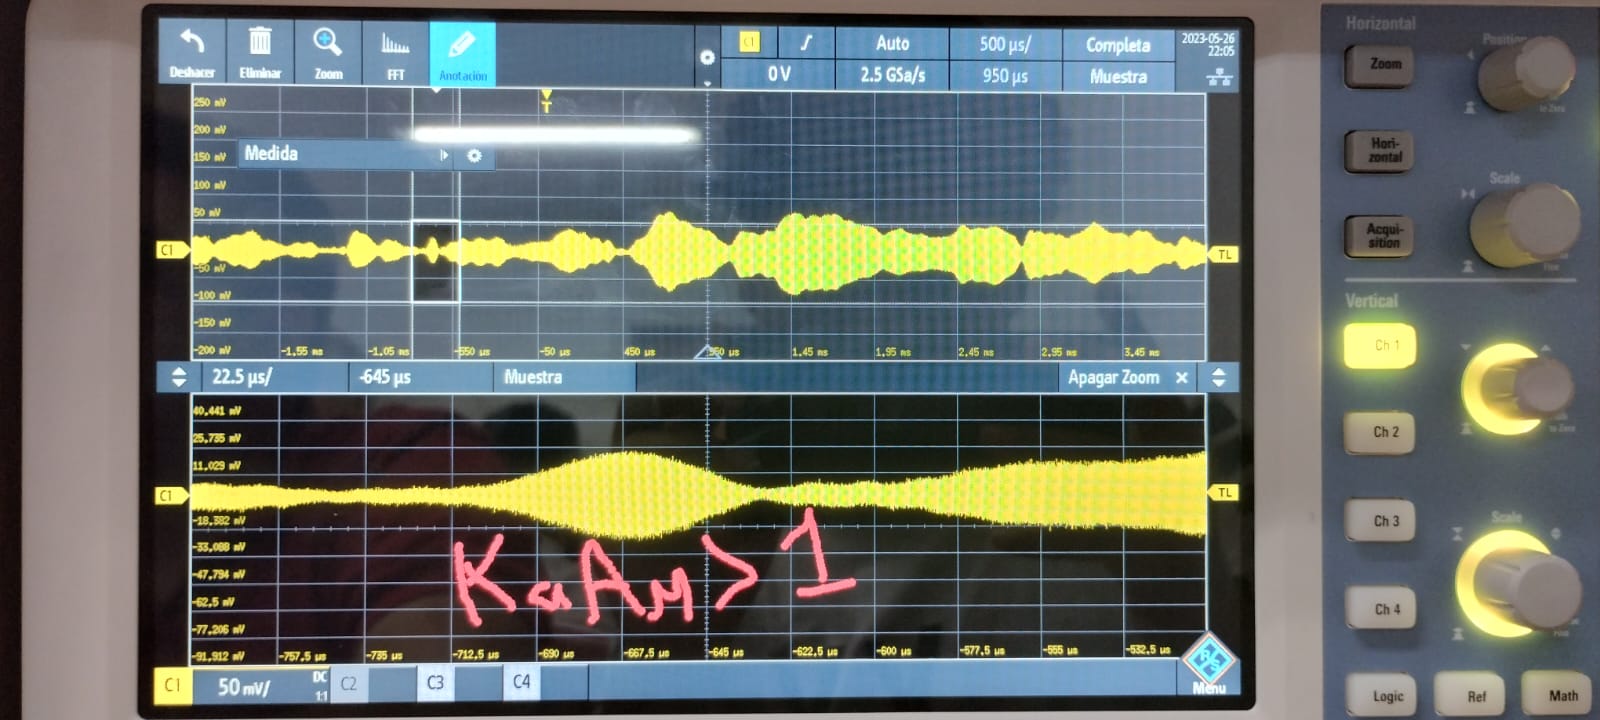 Horizontal
Deshacer
Eliminar
Zoom
FFT
Anotación
C1
Auto
500 µs/
Completa
2023-05-26
22:05
0 V
2.5 GSa/s
950 µs
Muestra
Position
Zoom
to Zero
Hori-
zontal
Scale
Acqui-
sition
Fine
T
250 mV
200 mV
150 mV
100 mV
50 mV
-50 mV
-100 mV
-150 mV
-200 mV
Medida
C1
TL
-1.55 ms
-1.05 ms
-550 µs
-50 µs
450 µs
950 µs
1.45 ms
1.95 ms
2.45 ms
2.95 ms
3.45 ms
Vertical
Ch 1
22.5 µs/
-645 µs
Muestra
Apagar Zoom
40,441 mV
25,735 mV
11,029 mV
C1
TL
-18,382 mV
-33,088 mV
-47,794 mV
-62,5 mV
-77,206 mV
-91,912 mV
KaAM > 1
-757,5 µs
-735 µs
-712,5 µs
-690 µs
-667,5 µs
-645 µs
-622,5 µs
-600 µs
-577,5 µs
-555 µs
-532,5 µs
to Zero
Ch 2
Ch 3
Scale
Ch 4
C1
50 mV/
DC
1:1
C2
C3
C4
R&S
Menú
Logic
Ref
Math